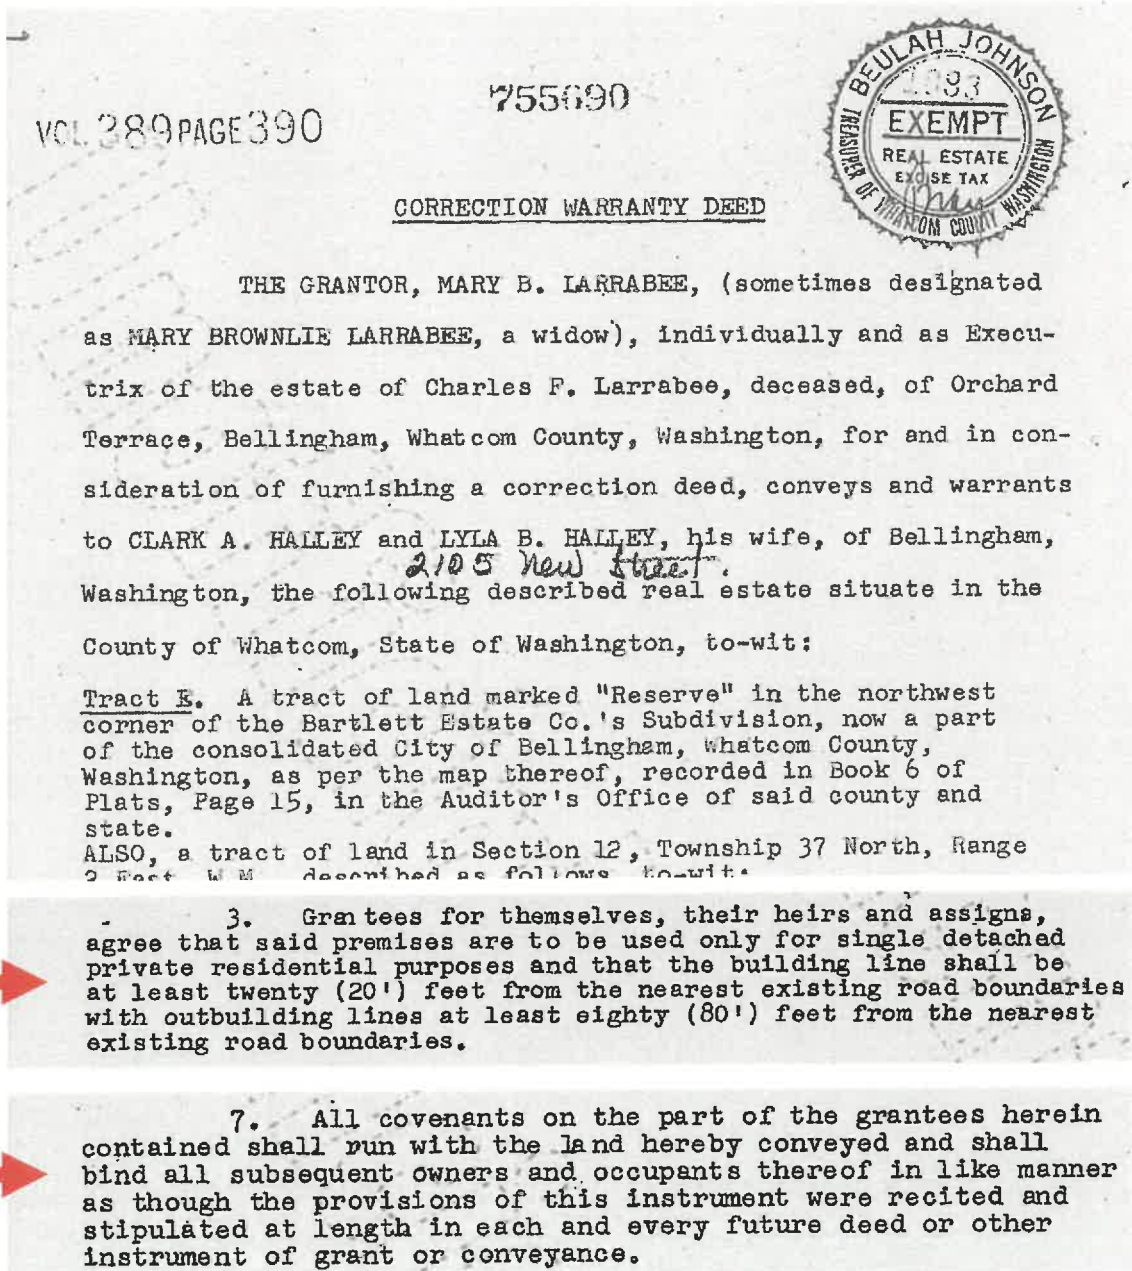 755690
VOL 389 PAGE 390
BEULAH JOHNSON
TREASURER OF WHATCOM COUNTY WASHINGTON
EXEMPT
REAL ESTATE
EXCISE TAX
CORRECTION WARRANTY DEED
THE GRANTOR, MARY B. LARRABEE, (sometimes designated
as MARY BROWNLIE LARRABEE, a widow), individually and as Execu-
trix of the estate of Charles F. Larrabee, deceased, of Orchard
Terrace, Bellingham, Whatcom County, Washington, for and in con-
sideration of furnishing a correction deed, conveys and warrants
to CLARK A. HALLEY and LYLA B. HALLEY, his wife, of Bellingham,
2105 New Street.
Washington, the following described real estate situate in the
County of Whatcom, State of Washington, to-wit:
Tract E. A tract of land marked "Reserve" in the northwest
corner of the Bartlett Estate Co.'s Subdivision, now a part
of the consolidated City of Bellingham, Whatcom County,
Washington, as per the map thereof, recorded in Book 6 of
Plats, Page 15, in the Auditor's Office of said county and
state.
ALSO, a tract of land in Section 12, Township 37 North, Range
2 East, W.M., described as follows, to-wit:
3. Grantees for themselves, their heirs and assigns,
agree that said premises are to be used only for single detached
private residential purposes and that the building line shall be
at least twenty (20') feet from the nearest existing road boundaries
with outbuilding lines at least eighty (80') feet from the nearest
existing road boundaries.
7. All covenants on the part of the grantees herein
contained shall run with the land hereby conveyed and shall
bind all subsequent owners and occupants thereof in like manner
as though the provisions of this instrument were recited and
stipulated at length in each and every future deed or other
instrument of grant or conveyance.